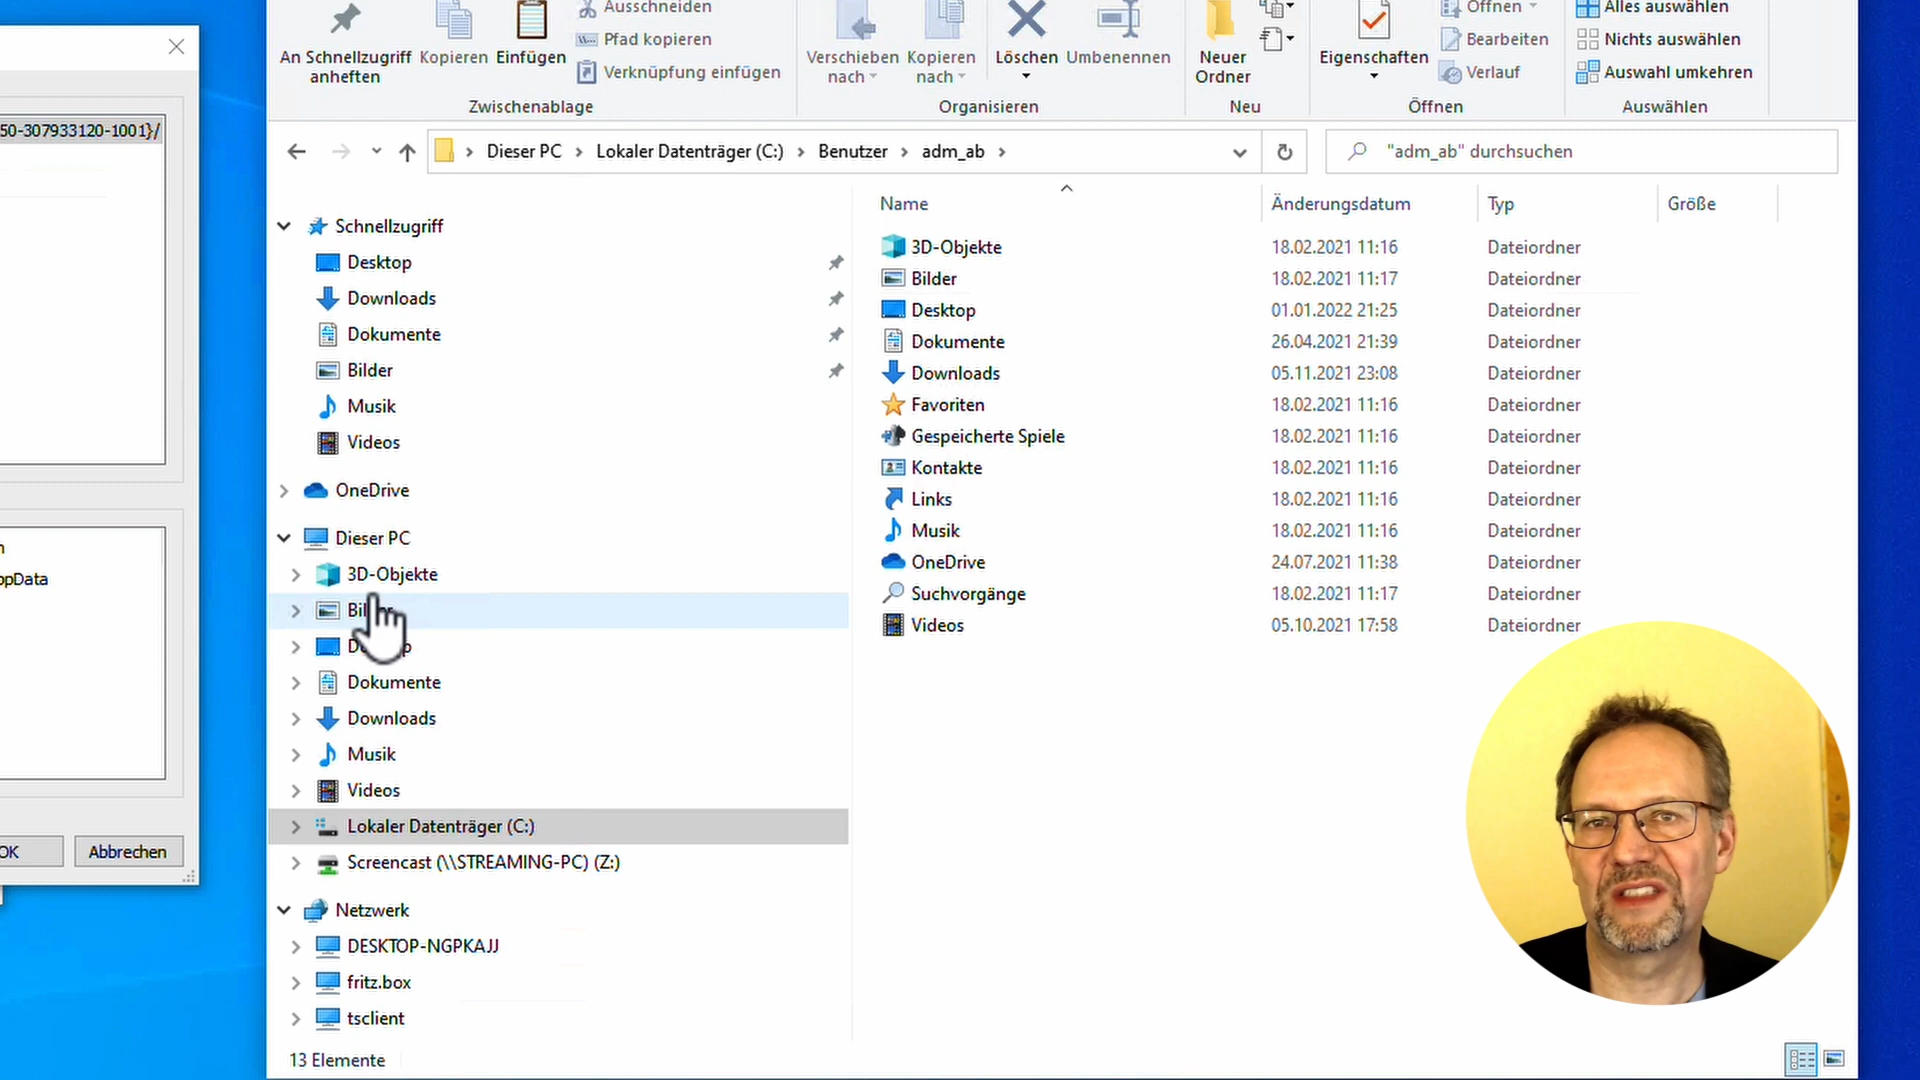 Ausschneiden
Pfad kopieren
Verknüpfung einfügen
An Schnellzugriff
anheften
Kopieren
Einfügen
Zwischenablage
Verschieben
nach
Kopieren
nach
Löschen
Umbenennen
Organisieren
Neuer
Ordner
Neu
Eigenschaften
Öffnen
Bearbeiten
Verlauf
Öffnen
Alles auswählen
Nichts auswählen
Auswahl umkehren
Auswählen
50-307933120-1001}/
ppData
OK
Abbrechen
Dieser PC > Lokaler Datenträger (C:) > Benutzer > adm_ab >
"adm_ab" durchsuchen
Schnellzugriff
Desktop
Downloads
Dokumente
Bilder
Musik
Videos
OneDrive
Dieser PC
3D-Objekte
Dokumente
Downloads
Musik
Videos
Lokaler Datenträger (C:)
Screencast (\\STREAMING-PC) (Z:)
Netzwerk
DESKTOP-NGPKAJJ
fritz.box
tsclient
13 Elemente
Name Änderungsdatum Typ Größe
3D-Objekte 18.02.2021 11:16 Dateiordner
Bilder 18.02.2021 11:17 Dateiordner
Desktop 01.01.2022 21:25 Dateiordner
Dokumente 26.04.2021 21:39 Dateiordner
Downloads 05.11.2021 23:08 Dateiordner
Favoriten 18.02.2021 11:16 Dateiordner
Gespeicherte Spiele 18.02.2021 11:16 Dateiordner
Kontakte 18.02.2021 11:16 Dateiordner
Links 18.02.2021 11:16 Dateiordner
Musik 18.02.2021 11:16 Dateiordner
OneDrive 24.07.2021 11:38 Dateiordner
Suchvorgänge 18.02.2021 11:17 Dateiordner
Videos 05.10.2021 17:58 Dateiordner